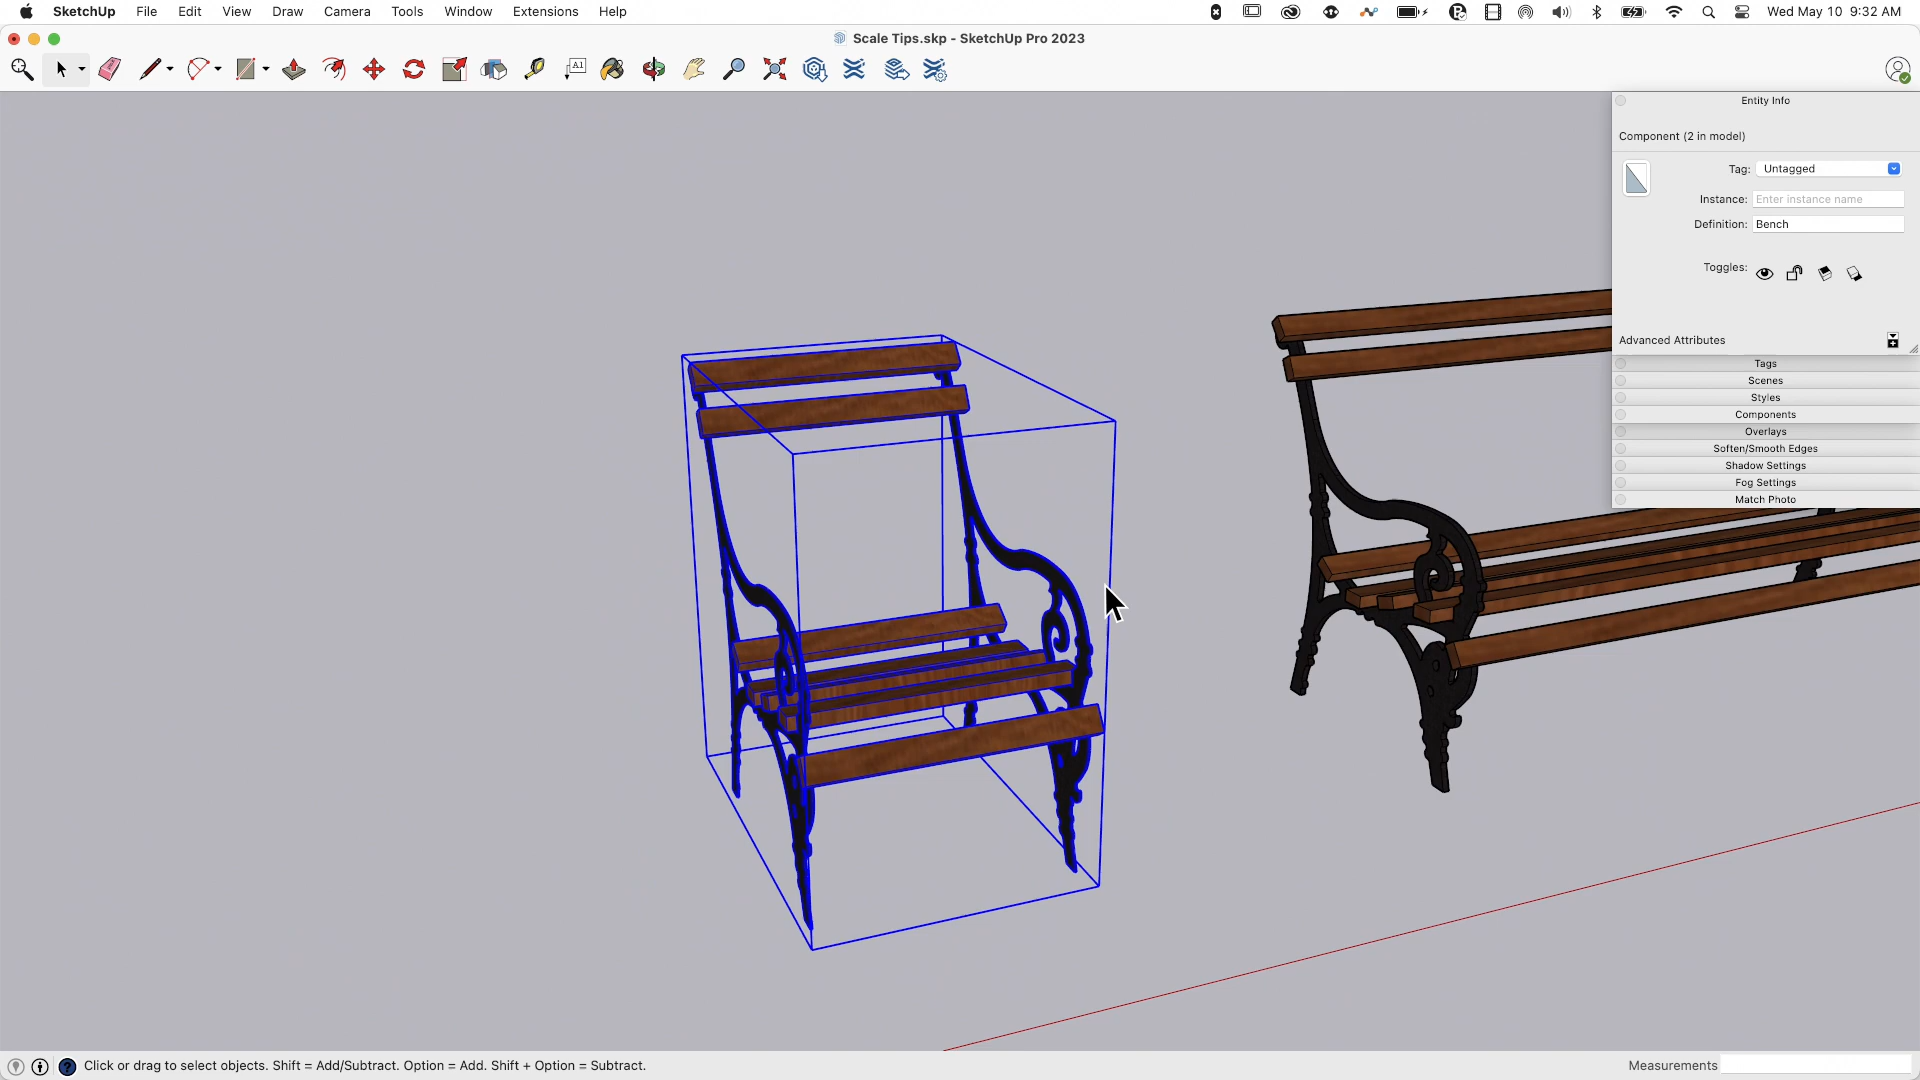 SketchUp File Edit View Draw Camera Tools Window Extensions Help Wed May 10 9:32 AM
Scale Tips.skp - SketchUp Pro 2023
A1
Entity Info
Component (2 in model)
Tag: Untagged
Instance: Enter instance name
Definition: Bench
Toggles:
Advanced Attributes
Tags
Scenes
Styles
Components
Overlays
Soften/Smooth Edges
Shadow Settings
Fog Settings
Match Photo
Click or drag to select objects. Shift = Add/Subtract. Option = Add. Shift + Option = Subtract. Measurements